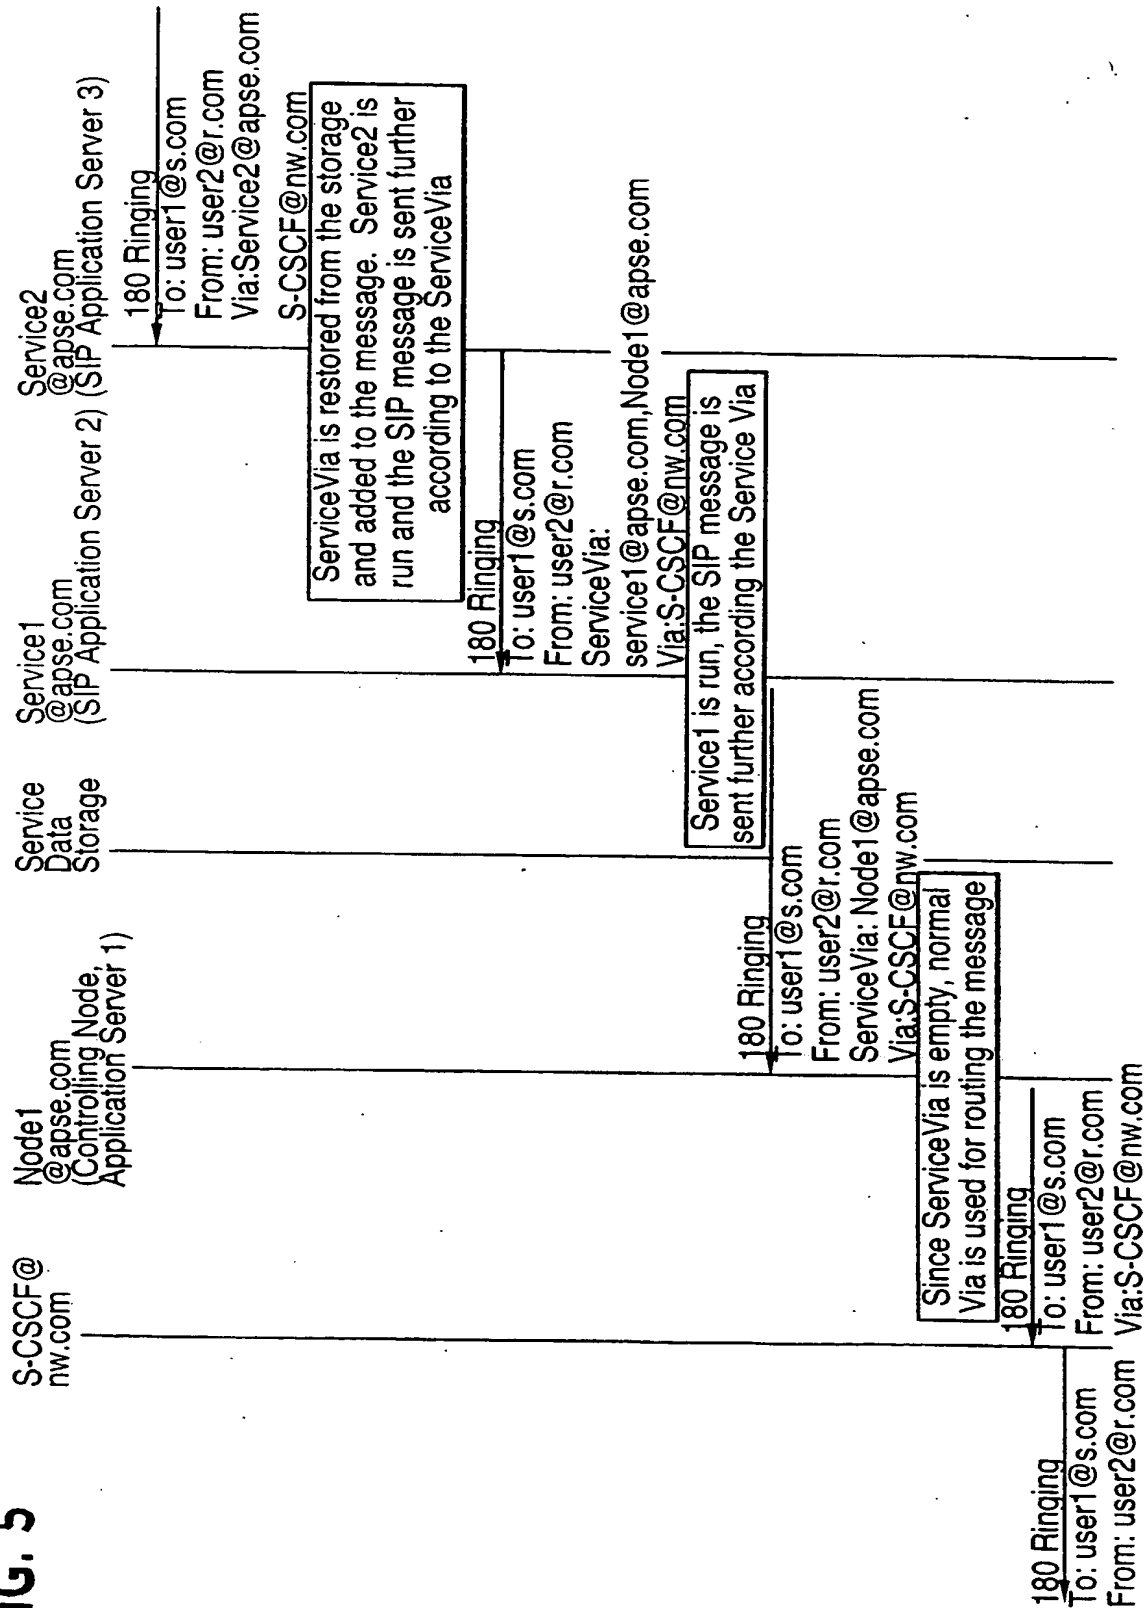 IG. 5
S-CSCF@
nw.com
Node1
@apse.com
(Controlling Node,
Application Server 1)
Service
Data
Storage
Service1
@apse.com
(SIP Application Server 2)
Service2
@apse.com
(SIP Application Server 3)
180 Ringing
To: user1@s.com
From: user2@r.com
Via:Service2@apse.com
S-CSCF@nw.com
ServiceVia is restored from the storage
and added to the message. Service2 is
run and the SIP message is sent further
according to the ServiceVia
180 Ringing
To: user1@s.com
From: user2@r.com
ServiceVia:
service1@apse.com,Node1@apse.com
Via:S-CSCF@nw.com
Service1 is run, the SIP message is
sent further according the Service Via
180 Ringing
To: user1@s.com
From: user2@r.com
ServiceVia: Node1@apse.com
Via:S-CSCF@nw.com
Since ServiceVia is empty, normal
Via is used for routing the message
180 Ringing
To: user1@s.com
From: user2@r.com
Via:S-CSCF@nw.com
180 Ringing
To: user1@s.com
From: user2@r.com